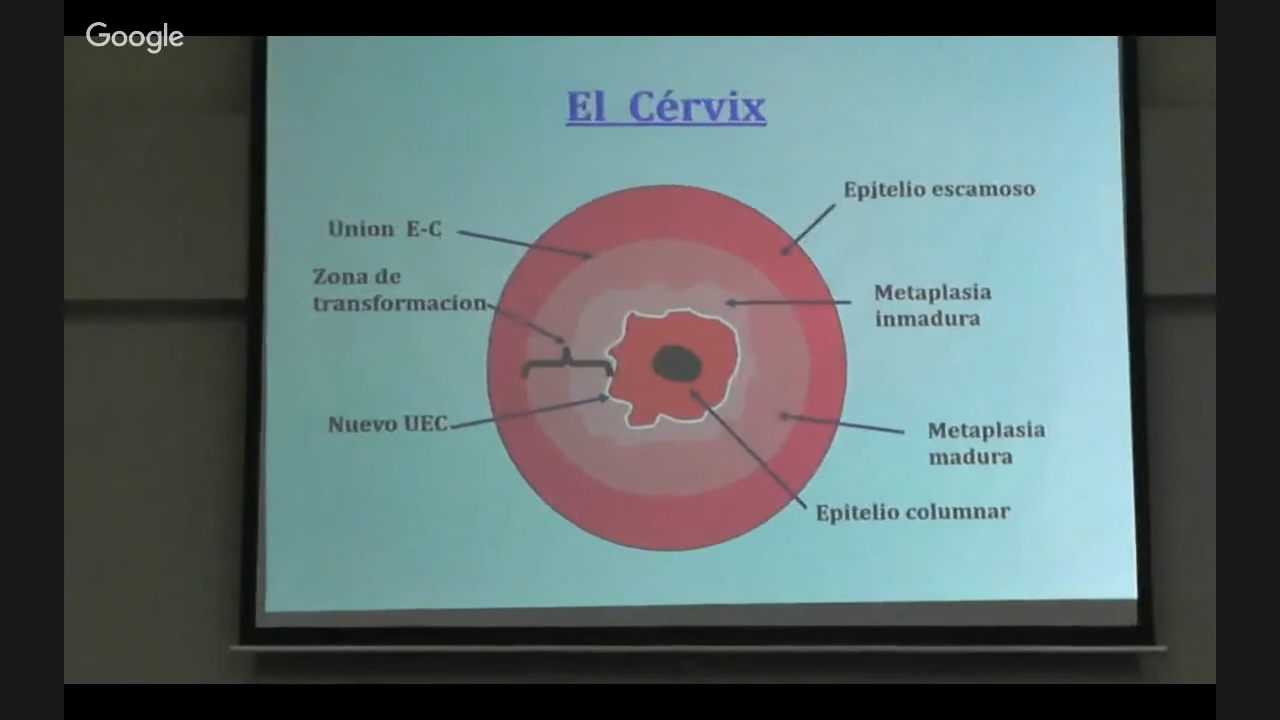 Google
El Cérvix
Epitelio escamoso
Union E-C
Zona de
transformacion
Metaplasia
inmadura
Nuevo UEC
Metaplasia
madura
Epitelio columnar